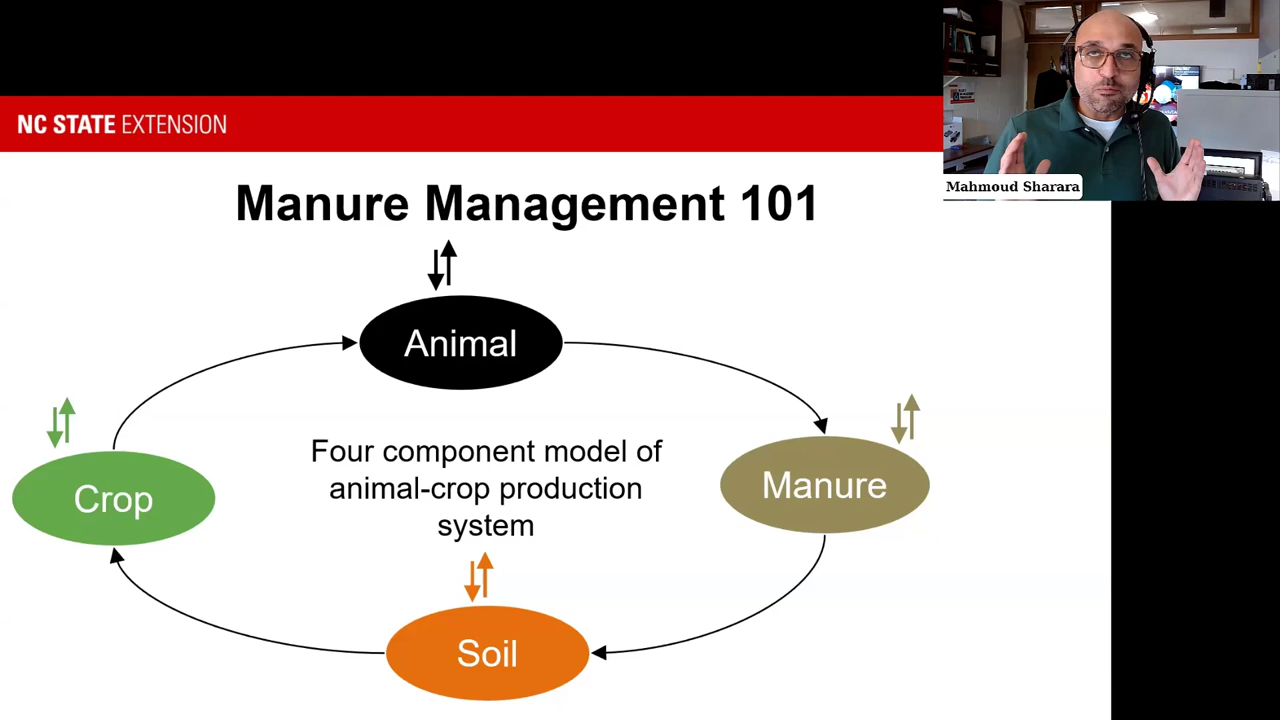 NC STATE EXTENSION
Mahmoud Sharara
Manure Management 101
Animal
Four component model of
animal-crop production
system
Crop
Manure
Soil